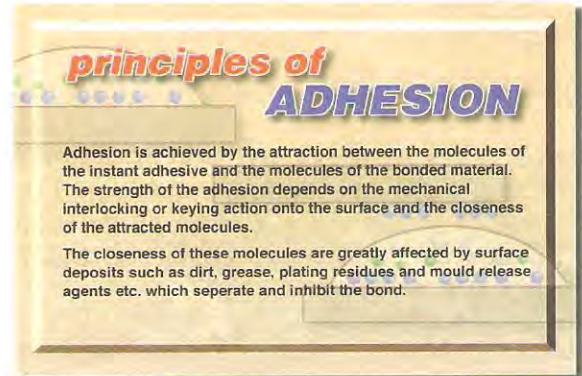 principles of
ADHESION
Adhesion is achieved by the attraction between the molecules of
the instant adhesive and the molecules of the bonded material.
The strength of the adhesion depends on the mechanical
interlocking or keying action onto the surface and the closeness
of the attracted molecules.
The closeness of these molecules are greatly affected by surface
deposits such as dirt, grease, plating residues and mould release
agents etc. which seperate and inhibit the bond.